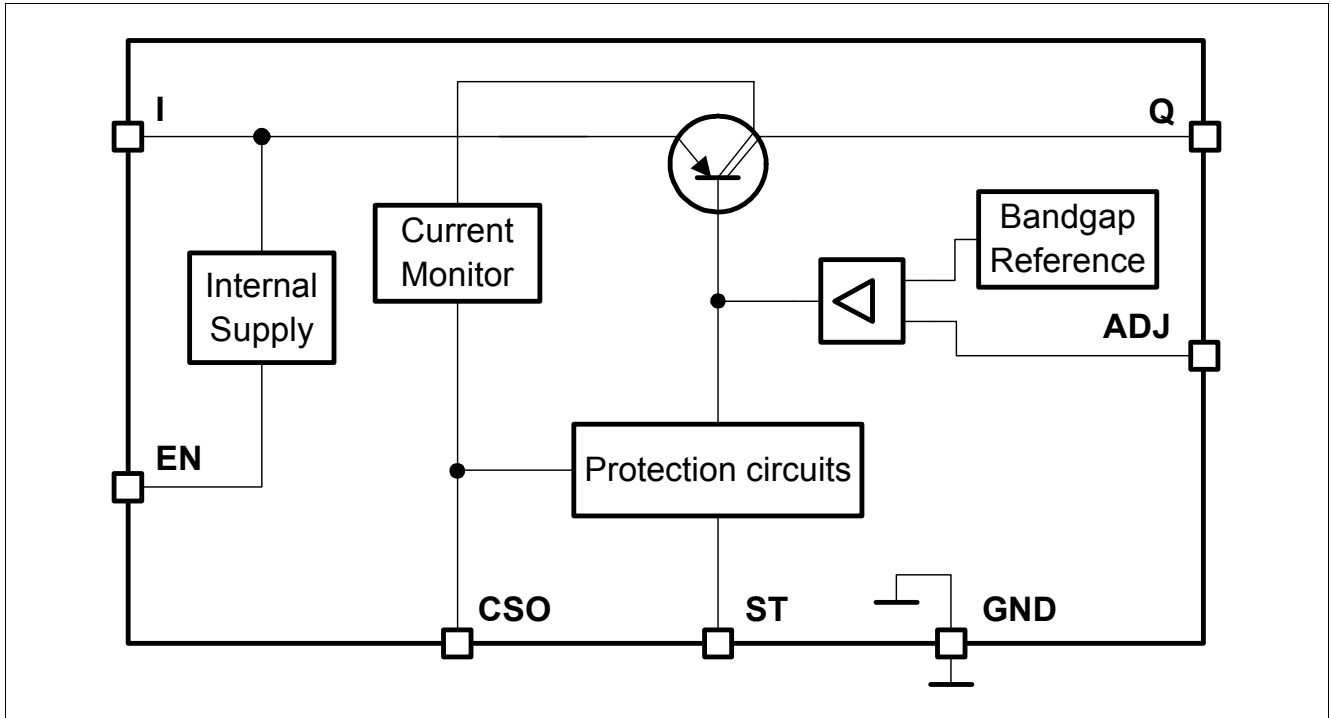 I
Q
Current
Monitor
Bandgap
Reference
Internal
Supply
ADJ
EN
Protection circuits
CSO
ST
GND